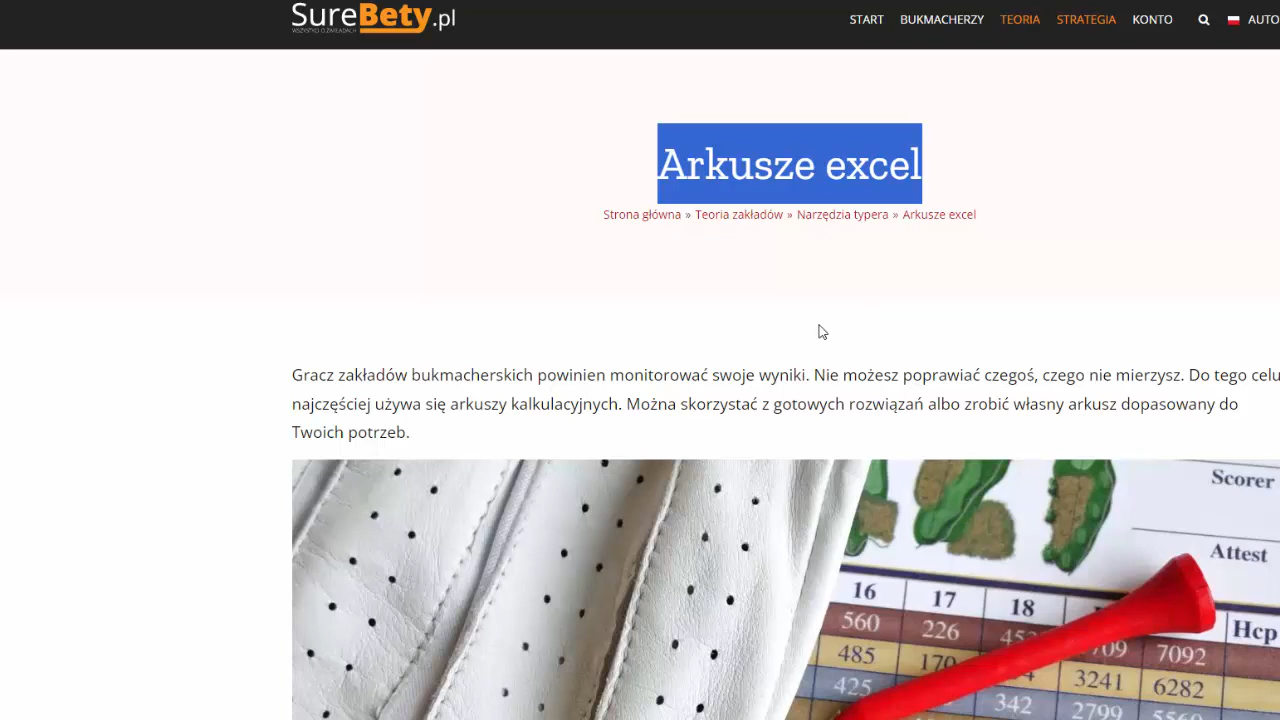 SureBety.pl
WSZYSTKO O ZAKŁADACH
START BUKMACHERZY TEORIA STRATEGIA KONTO AUTO
Arkusze excel
Strona główna » Teoria zakładów » Narzędzia typera » Arkusze excel
Gracz zakładów bukmacherskich powinien monitorować swoje wyniki. Nie możesz poprawiać czegoś, czego nie mierzysz. Do tego celu
najczęściej używa się arkuszy kalkulacyjnych. Można skorzystać z gotowych rozwiązań albo zrobić własny arkusz dopasowany do
Twoich potrzeb.
Scorer
Attest
16 17 18
Hcp
560 226 7092
485 170 3241 6282
425 342 2799